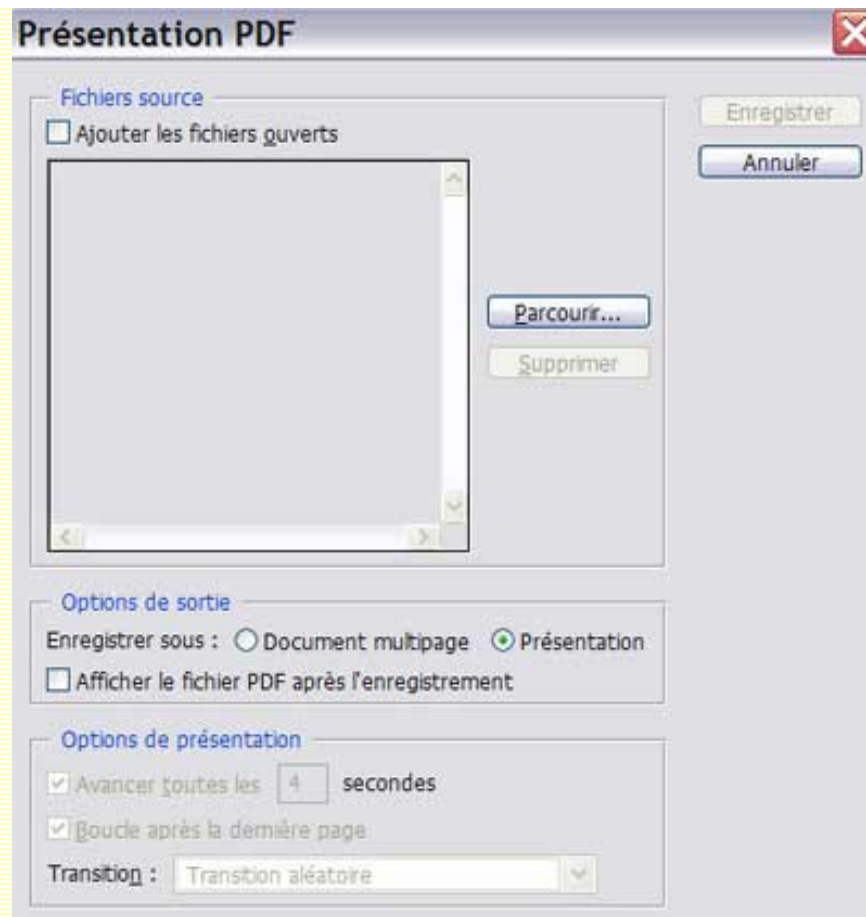 Présentation PDF
Fichiers source
Enregistrer
Ajouter les fichiers ouverts
Annuler
Parcourir...
Supprimer
Options de sortie
Enregistrer sous : Document multipage Présentation
Afficher le fichier PDF après l'enregistrement
Options de présentation
Avancer toutes les 4 secondes
Boucle après la dernière page
Transition : Transition aléatoire